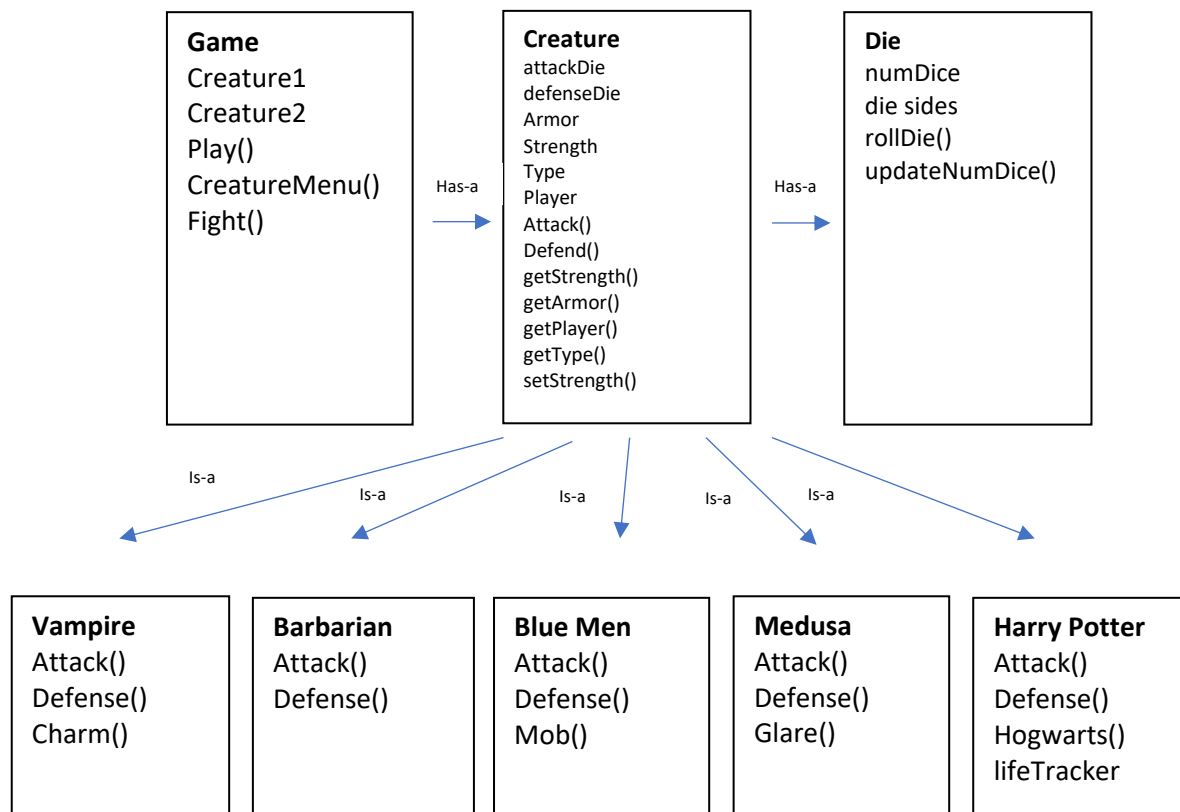 Game
Creature1
Creature2
Play()
CreatureMenu()
Fight()
Has-a
Creature
attackDie
defenseDie
Armor
Strength
Type
Player
Attack()
Defend()
getStrength()
getArmor()
getPlayer()
getType()
setStrength()
Has-a
Die
numDice
die sides
rollDie()
updateNumDice()
Is-a
Is-a
Is-a
Is-a
Is-a
Vampire
Attack()
Defense()
Charm()
Barbarian
Attack()
Defense()
Blue Men
Attack()
Defense()
Mob()
Medusa
Attack()
Defense()
Glare()
Harry Potter
Attack()
Defense()
Hogwarts()
lifeTracker